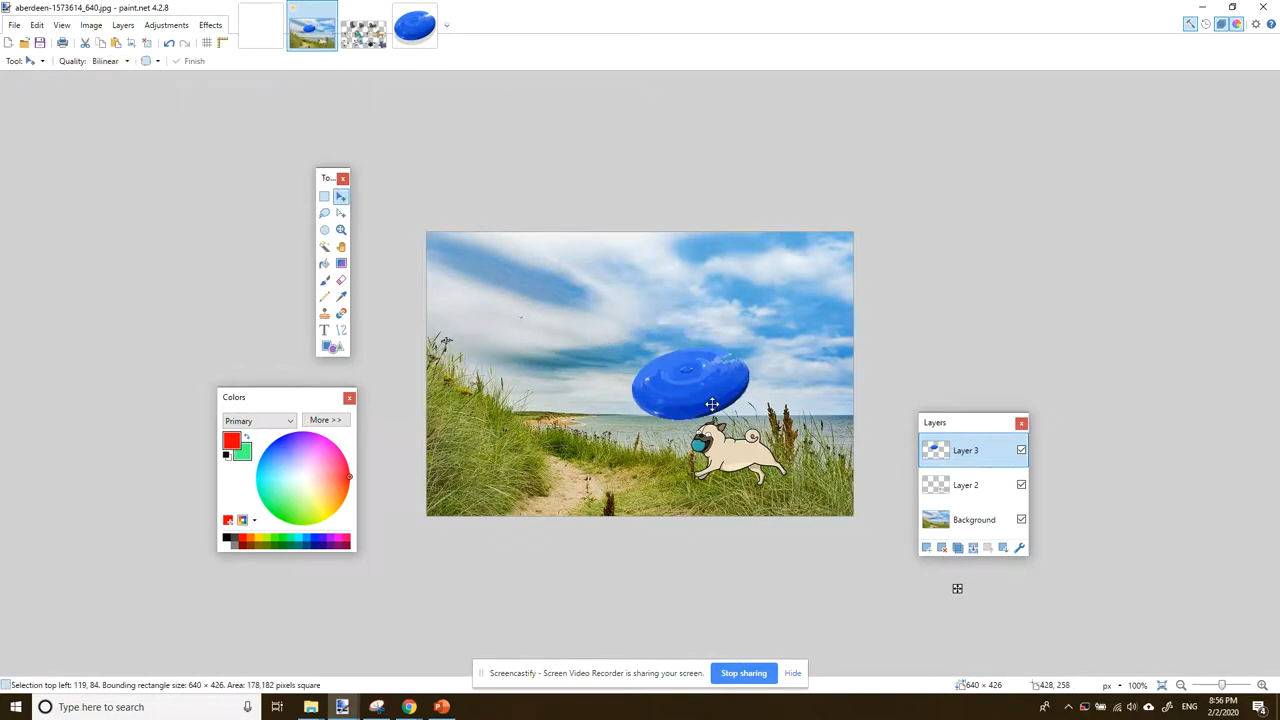 aberdeen-1573614_640.jpg - paint.net 4.2.8
File Edit View Image Layers Adjustments Effects
Tool: Quality: Bilinear Finish
To...
T
Colors
Primary More >>
Layers
Layer 3
Layer 2
Background
Screencastify - Screen Video Recorder is sharing your screen. Stop sharing Hide
Selection top left: 119, 84. Bounding rectangle size: 640 × 426. Area: 178,182 pixels square 640 × 426 428, 258 px 100%
Type here to search ENG 8:56 PM
2/2/2020
4